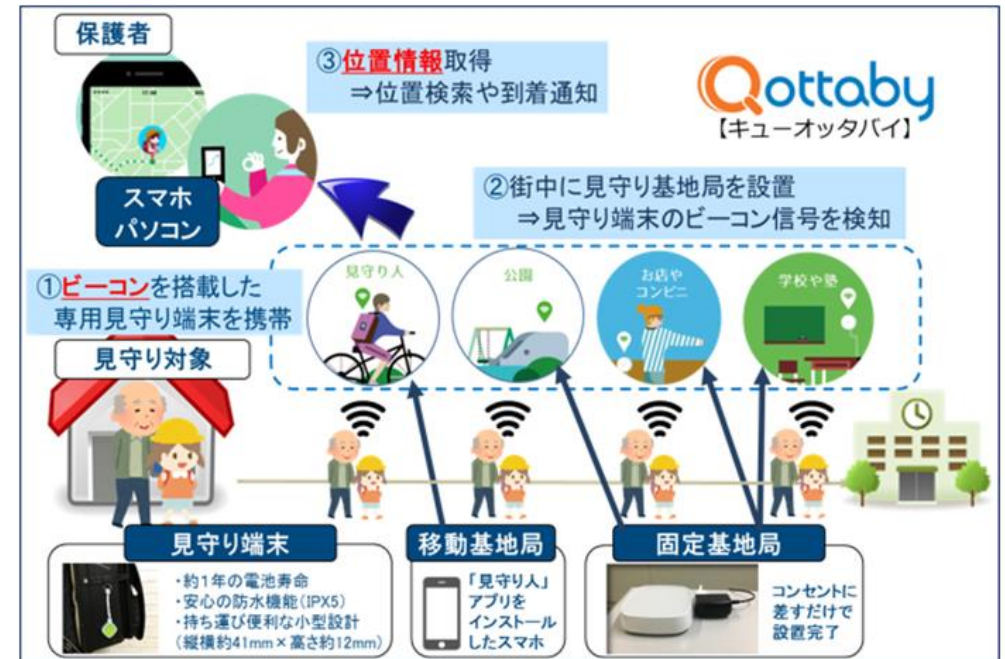 保護者
③位置情報取得
⇒位置検索や到着通知
Qottaby
【キューオッタバイ】
スマホ
パソコン
②街中に見守り基地局を設置
⇒見守り端末のビーコン信号を検知
①ビーコンを搭載した
専用見守り端末を携帯
見守り対象
見守り人
公園
お店や
コンビニ
学校や塾
見守り端末
・約1年の電池寿命
・安心の防水機能(IPX5)
・持ち運び便利な小型設計
(縦横約41mm×高さ約12mm)
移動基地局
「見守り人」
アプリを
インストール
したスマホ
固定基地局
コンセントに
差すだけで
設置完了